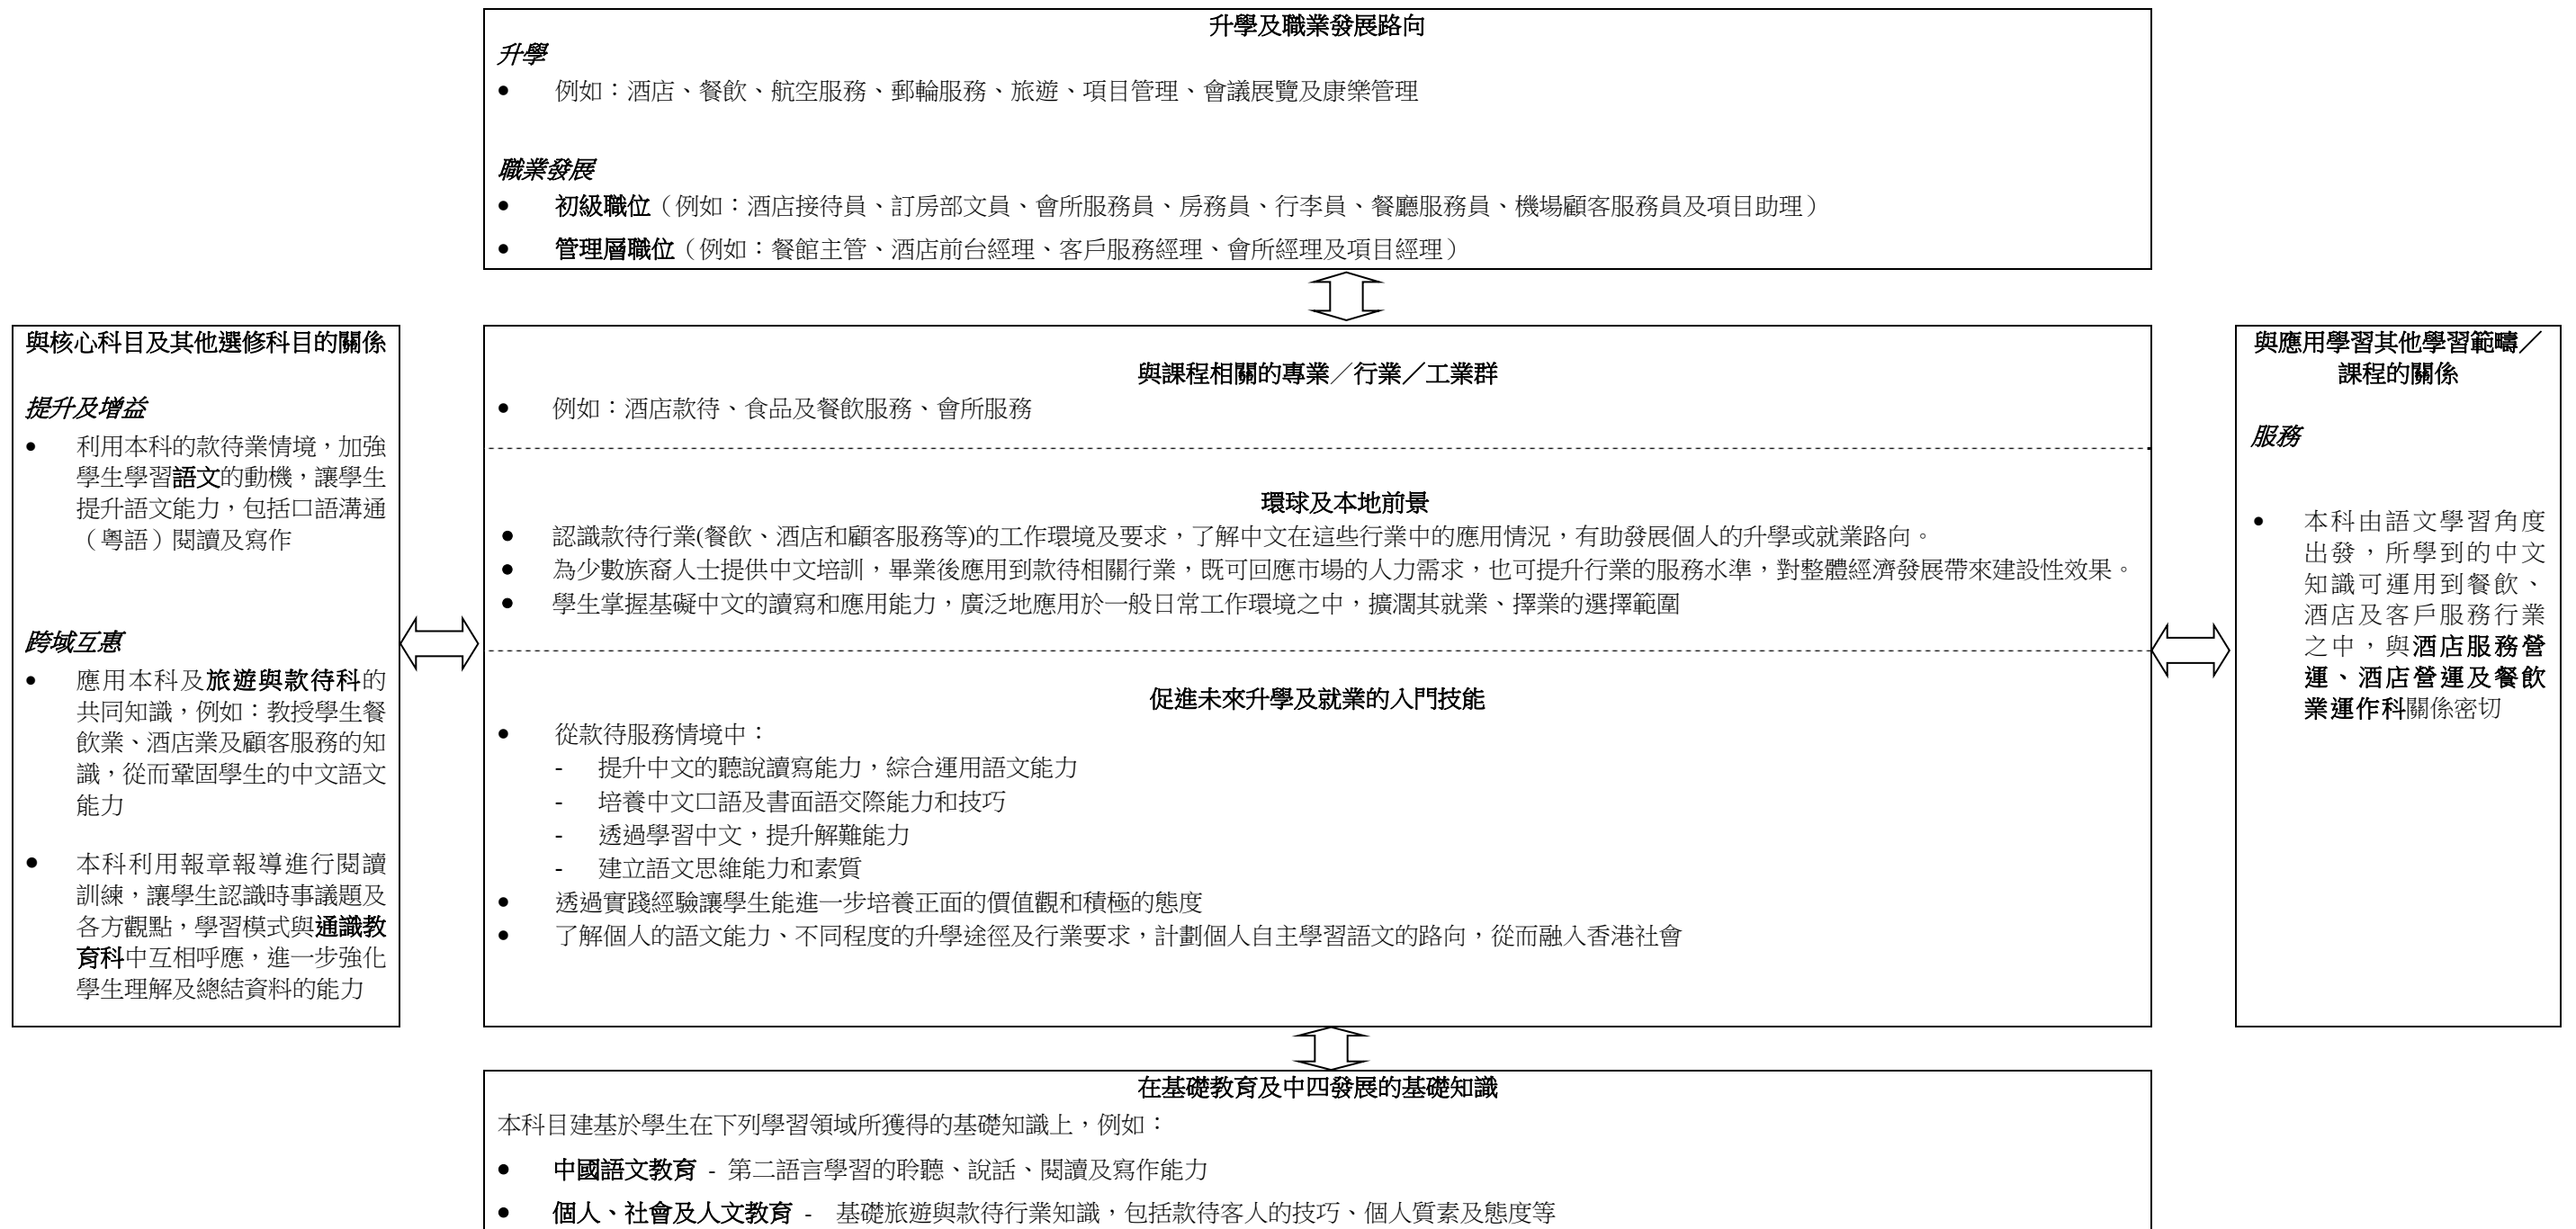 升學及職業發展路向
升學
● 例如：酒店、餐飲、航空服務、郵輪服務、旅遊、項目管理、會議展覽及康樂管理
職業發展
● 初級職位（例如：酒店接待員、訂房部文員、會所服務員、房務員、行李員、餐廳服務員、機場顧客服務員及項目助理）
● 管理層職位（例如：餐館主管、酒店前台經理、客戶服務經理、會所經理及項目經理）
與核心科目及其他選修科目的關係
提升及增益
● 利用本科的款待業情境，加強
學生學習語文的動機，讓學生
提升語文能力，包括口語溝通
（粵語）閱讀及寫作
跨域互惠
● 應用本科及旅遊與款待科的
共同知識，例如：教授學生餐
飲業、酒店業及顧客服務的知
識，從而鞏固學生的中文語文
能力
● 本科利用報章報導進行閱讀
訓練，讓學生認識時事議題及
各方觀點，學習模式與通識教
育科中互相呼應，進一步強化
學生理解及總結資料的能力
與課程相關的專業／行業／工業群
● 例如：酒店款待、食品及餐飲服務、會所服務
環球及本地前景
● 認識款待行業(餐飲、酒店和顧客服務等)的工作環境及要求，了解中文在這些行業中的應用情況，有助發展個人的升學或就業路向。
● 為少數族裔人士提供中文培訓，畢業後應用到款待相關行業，既可回應市場的人力需求，也可提升行業的服務水準，對整體經濟發展帶來建設性效果。
● 學生掌握基礎中文的讀寫和應用能力，廣泛地應用於一般日常工作環境之中，擴濶其就業、擇業的選擇範圍
促進未來升學及就業的入門技能
● 從款待服務情境中：
- 提升中文的聽說讀寫能力，綜合運用語文能力
- 培養中文口語及書面語交際能力和技巧
- 透過學習中文，提升解難能力
- 建立語文思維能力和素質
● 透過實踐經驗讓學生能進一步培養正面的價值觀和積極的態度
● 了解個人的語文能力、不同程度的升學途徑及行業要求，計劃個人自主學習語文的路向，從而融入香港社會
與應用學習其他學習範疇／
課程的關係
服務
● 本科由語文學習角度
出發，所學到的中文
知識可運用到餐飲、
酒店及客戶服務行業
之中，與酒店服務營
運、酒店營運及餐飲
業運作科關係密切
在基礎教育及中四發展的基礎知識
本科目建基於學生在下列學習領域所獲得的基礎知識上，例如：
● 中國語文教育 - 第二語言學習的聆聽、說話、閱讀及寫作能力
● 個人、社會及人文教育 - 基礎旅遊與款待行業知識，包括款待客人的技巧、個人質素及態度等